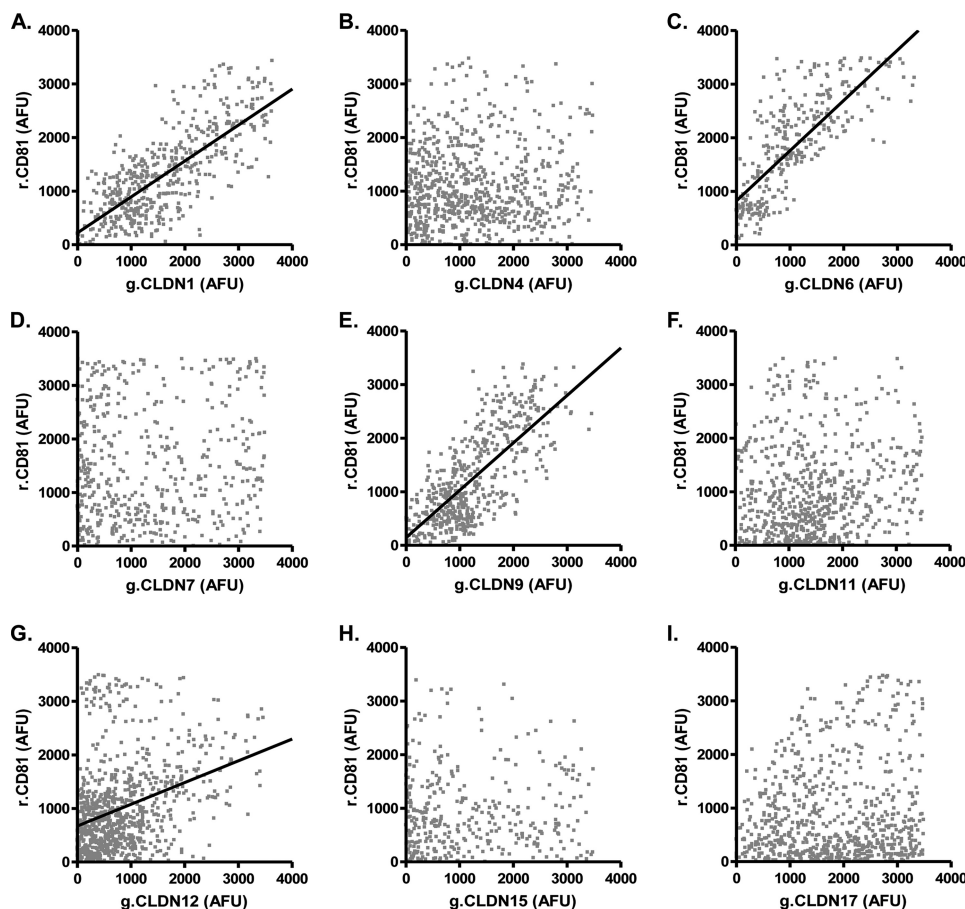 A.
B.
C.
4000
3000
2000
1000
0
r.CD81 (AFU)
0 1000 2000 3000 4000
g.CLDN1 (AFU)
4000
3000
2000
1000
0
r.CD81 (AFU)
0 1000 2000 3000 4000
g.CLDN4 (AFU)
4000
3000
2000
1000
0
r.CD81 (AFU)
0 1000 2000 3000 4000
g.CLDN6 (AFU)
D.
E.
F.
4000
3000
2000
1000
0
r.CD81 (AFU)
0 1000 2000 3000 4000
g.CLDN7 (AFU)
4000
3000
2000
1000
0
r.CD81 (AFU)
0 1000 2000 3000 4000
g.CLDN9 (AFU)
4000
3000
2000
1000
0
r.CD81 (AFU)
0 1000 2000 3000 4000
g.CLDN11 (AFU)
G.
H.
I.
4000
3000
2000
1000
0
r.CD81 (AFU)
0 1000 2000 3000 4000
g.CLDN12 (AFU)
4000
3000
2000
1000
0
r.CD81 (AFU)
0 1000 2000 3000 4000
g.CLDN15 (AFU)
4000
3000
2000
1000
0
r.CD81 (AFU)
0 1000 2000 3000 4000
g.CLDN17 (AFU)